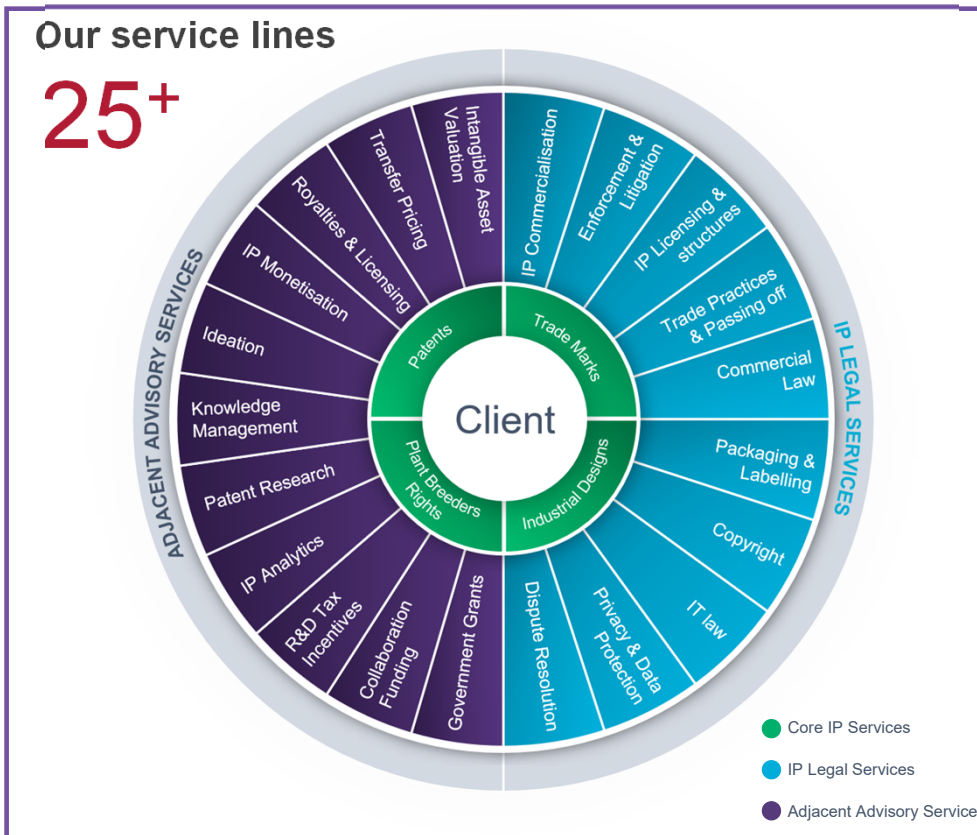 Our service lines
25+
ADJACENT ADVISORY SERVICES
IP LEGAL SERVICES
Intangible Asset
Valuation
Transfer Pricing
Royalties & Licensing
IP Monetisation
Ideation
Knowledge
Management
Patent Research
IP Analytics
R&D Tax
Incentives
Collaboration
Funding
Government Grants
IP Commercialisation
Enforcement &
Litigation
IP Licensing &
structures
Trade Practices
& Passing off
Commercial
Law
Packaging &
Labelling
Copyright
IT law
Privacy & Data
Protection
Dispute Resolution
Patents
Trade Marks
Plant Breeders
Rights
Industrial Designs
Client
Core IP Services
IP Legal Services
Adjacent Advisory Service